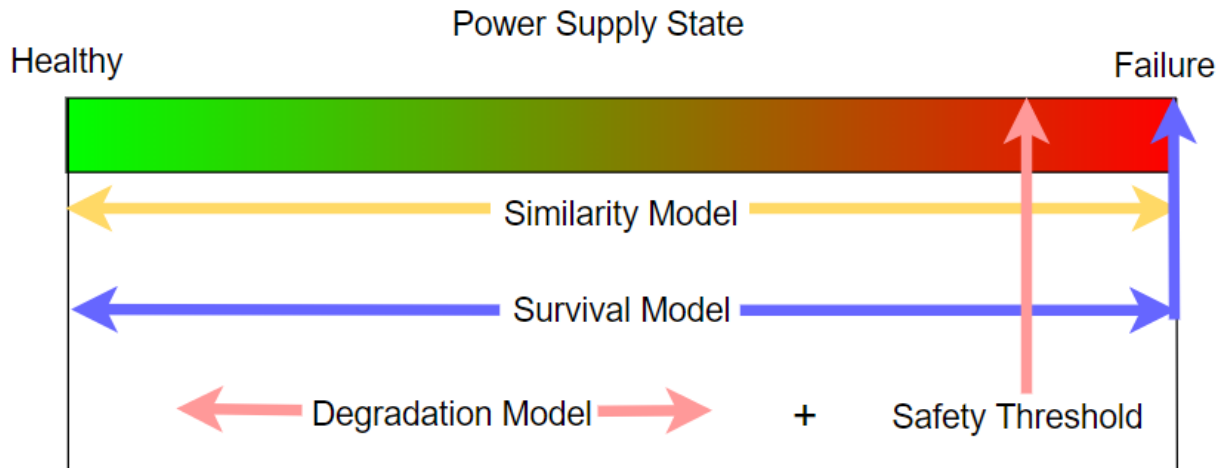 Power Supply State
Healthy
Failure
Similarity Model
Survival Model
Degradation Model + Safety Threshold